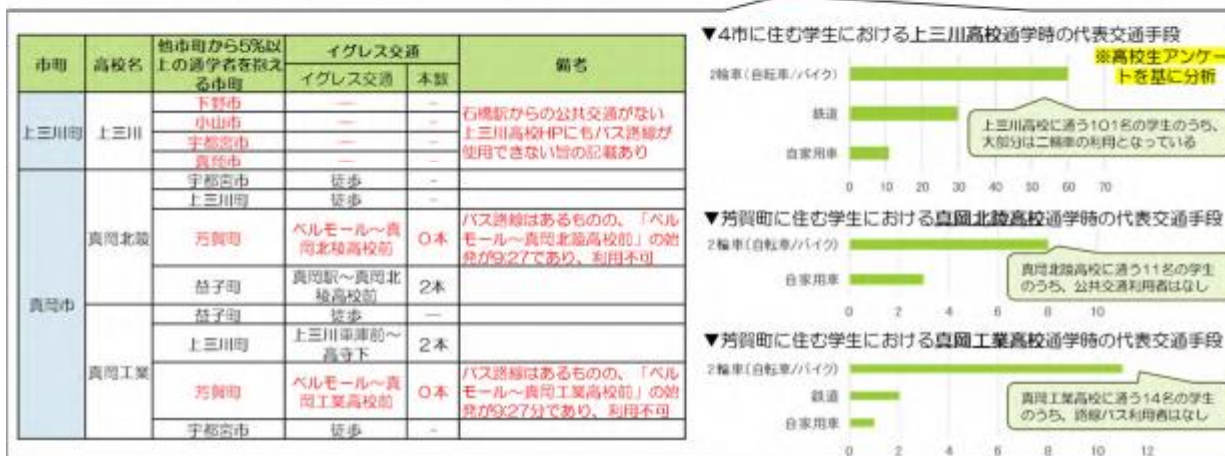 市町 高校名 他市町から5%以上の通学者を抱える市町 イグレス交通 備考
イグレス交通 本数
上三川町 上三川
下野市 — -
小山市 — -
宇都宮市 — -
真岡市 — -
石橋駅からの公共交通がない
上三川高校HPにもバス路線が
使用できない旨の記載あり
真岡市
真岡北陵
宇都宮市 徒歩 -
上三川町 徒歩 -
芳賀町 ベルモール〜真岡北稜高校前 0本
バス路線はあるものの、「ベル
モール〜真岡北陵高校前」の始
発が9:27であり、利用不可
益子町 真岡駅〜真岡北稜高校前 2本
真岡工業
益子町 徒歩 —
上三川町 上三川車庫前〜高寺下 2本
芳賀町 ベルモール〜真岡工業高校前 0本
バス路線はあるものの、「ベル
モール〜真岡工業高校前」の始
発が9:27分であり、利用不可
宇都宮市 徒歩 -
▼4市に住む学生における上三川高校通学時の代表交通手段
※高校生アンケー
トを基に分析
2輪車(自転車/バイク)
鉄道
自家用車
上三川高校に通う101名の学生のうち、
大部分は二輪車の利用となっている
0 10 20 30 40 50 60 70
▼芳賀町に住む学生における真岡北陵高校通学時の代表交通手段
2輪車(自転車/バイク)
自家用車
真岡北陵高校に通う11名の学生
のうち、公共交通利用者はなし
0 2 4 6 8 10
▼芳賀町に住む学生における真岡工業高校通学時の代表交通手段
2輪車(自転車/バイク)
鉄道
自家用車
真岡工業高校に通う14名の学生
のうち、路線バス利用者はなし
0 2 4 6 8 10 12